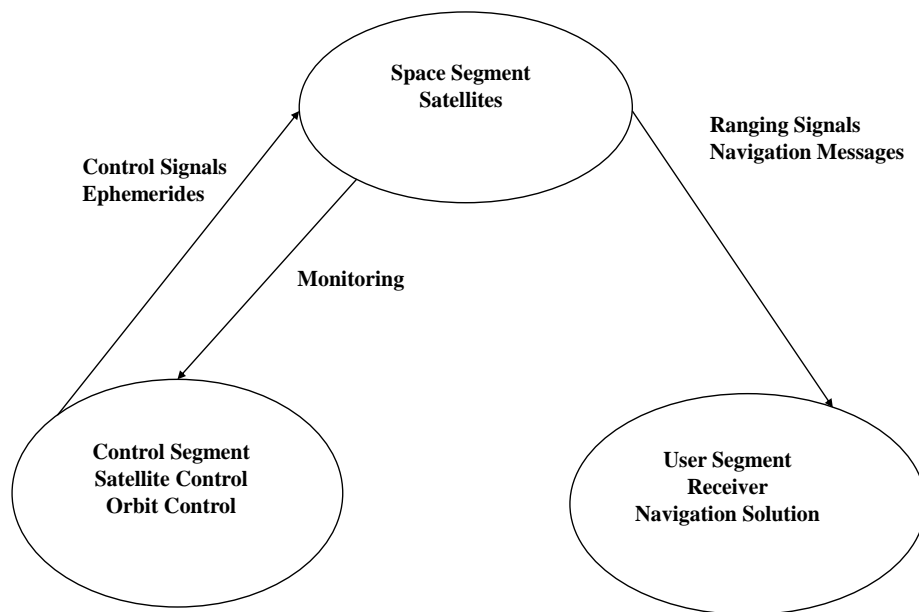 Space Segment
Satellites
Ranging Signals
Navigation Messages
Control Signals
Ephemerides
Monitoring
Control Segment
Satellite Control
Orbit Control
User Segment
Receiver
Navigation Solution